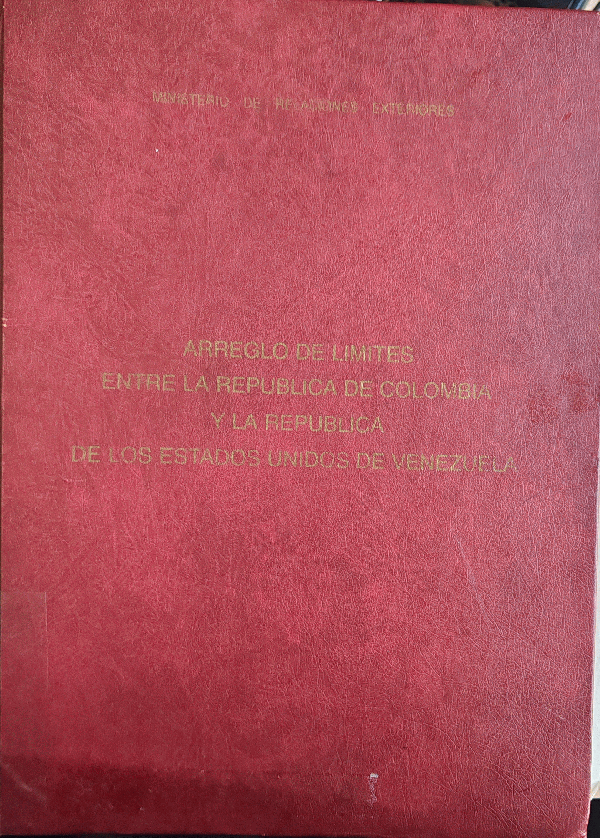 MINISTERIO DE RELACIONES EXTERIORES
ARREGLO DE LIMITES
ENTRE LA REPUBLICA DE COLOMBIA
Y LA REPUBLICA
DE LOS ESTADOS UNIDOS DE VENEZUELA